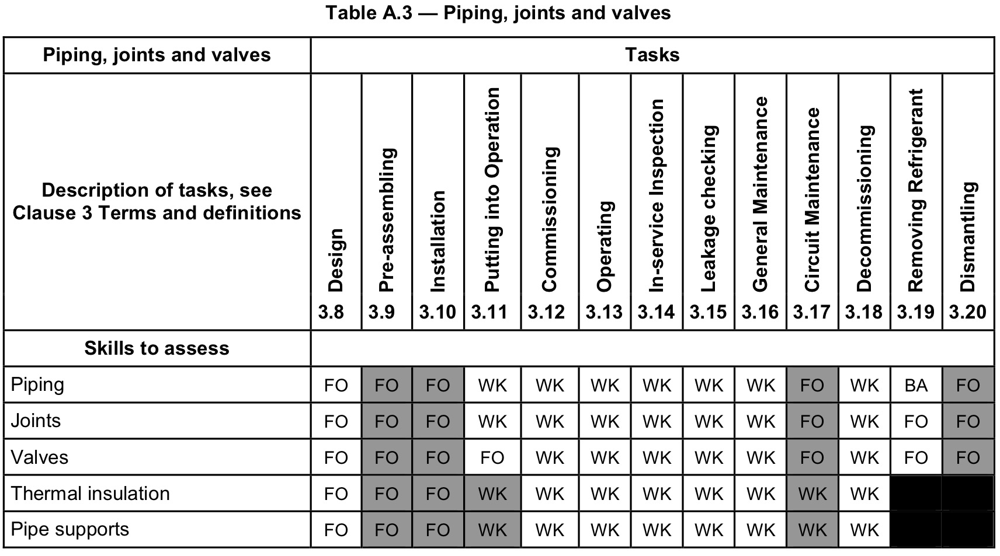 Table A.3 — Piping, joints and valves
Piping, joints and valves Tasks
Description of tasks, see
Clause 3 Terms and definitions
Design
Pre-assembling
Installation
Putting into Operation
Commissioning
Operating
In-service Inspection
Leakage checking
General Maintenance
Circuit Maintenance
Decommissioning
Removing Refrigerant
Dismantling
3.8 3.9 3.10 3.11 3.12 3.13 3.14 3.15 3.16 3.17 3.18 3.19 3.20
Skills to assess
Piping FO FO FO WK WK WK WK WK WK FO WK BA FO
Joints FO FO FO WK WK WK WK WK WK FO WK FO FO
Valves FO FO FO FO WK WK WK WK WK FO WK FO FO
Thermal insulation FO FO FO WK WK WK WK WK WK WK WK
Pipe supports FO FO FO WK WK WK WK WK WK WK WK